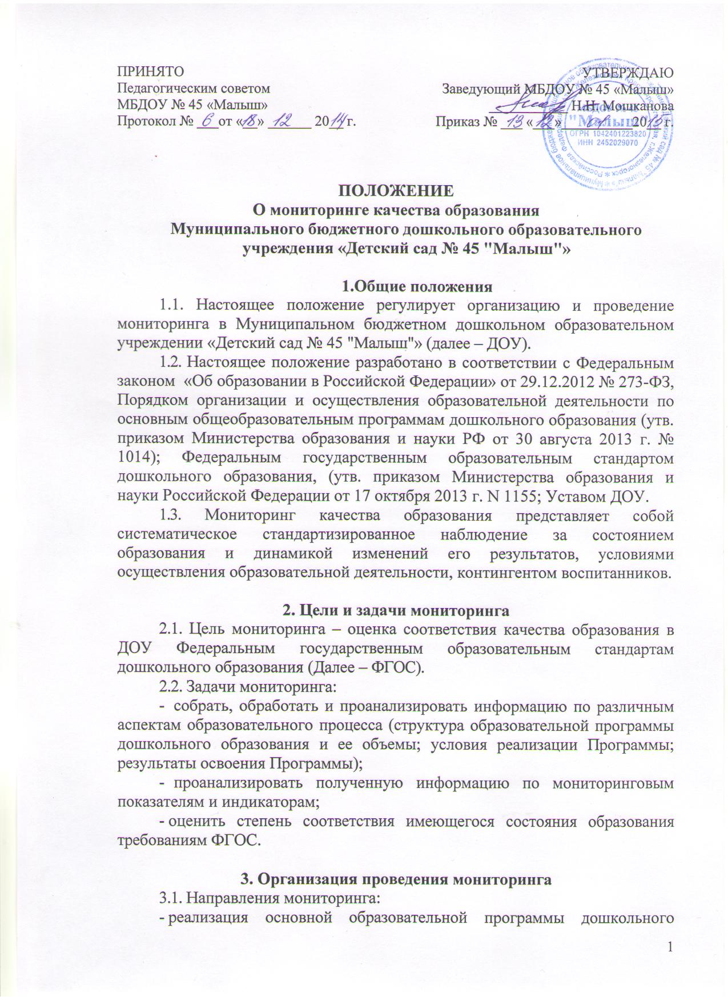 ПРИНЯТО
Педагогическим советом
МБДОУ № 45 «Малыш»
Протокол № 6 от «18» 12 2014 г.
УТВЕРЖДАЮ
Заведующий МБДОУ № 45 «Малыш»
Н.Н. Мошканова
Приказ № 13 «12» 2015 г.
"Малыш"
ОГРН 1042401223820
ИНН 2452029070
ПОЛОЖЕНИЕ
О мониторинге качества образования
Муниципального бюджетного дошкольного образовательного
учреждения «Детский сад № 45 "Малыш"»
1.Общие положения
1.1. Настоящее положение регулирует организацию и проведение
мониторинга в Муниципальном бюджетном дошкольном образовательном
учреждении «Детский сад № 45 "Малыш"» (далее – ДОУ).
1.2. Настоящее положение разработано в соответствии с Федеральным
законом «Об образовании в Российской Федерации» от 29.12.2012 № 273-ФЗ,
Порядком организации и осуществления образовательной деятельности по
основным общеобразовательным программам дошкольного образования (утв.
приказом Министерства образования и науки РФ от 30 августа 2013 г. №
1014); Федеральным государственным образовательным стандартом
дошкольного образования, (утв. приказом Министерства образования и
науки Российской Федерации от 17 октября 2013 г. N 1155; Уставом ДОУ.
1.3. Мониторинг качества образования представляет собой
систематическое стандартизированное наблюдение за состоянием
образования и динамикой изменений его результатов, условиями
осуществления образовательной деятельности, контингентом воспитанников.
2. Цели и задачи мониторинга
2.1. Цель мониторинга – оценка соответствия качества образования в
ДОУ Федеральным государственным образовательным стандартам
дошкольного образования (Далее – ФГОС).
2.2. Задачи мониторинга:
- собрать, обработать и проанализировать информацию по различным
аспектам образовательного процесса (структура образовательной программы
дошкольного образования и ее объемы; условия реализации Программы;
результаты освоения Программы);
- проанализировать полученную информацию по мониторинговым
показателям и индикаторам;
- оценить степень соответствия имеющегося состояния образования
требованиям ФГОС.
3. Организация проведения мониторинга
3.1. Направления мониторинга:
- реализация основной образовательной программы дошкольного
1